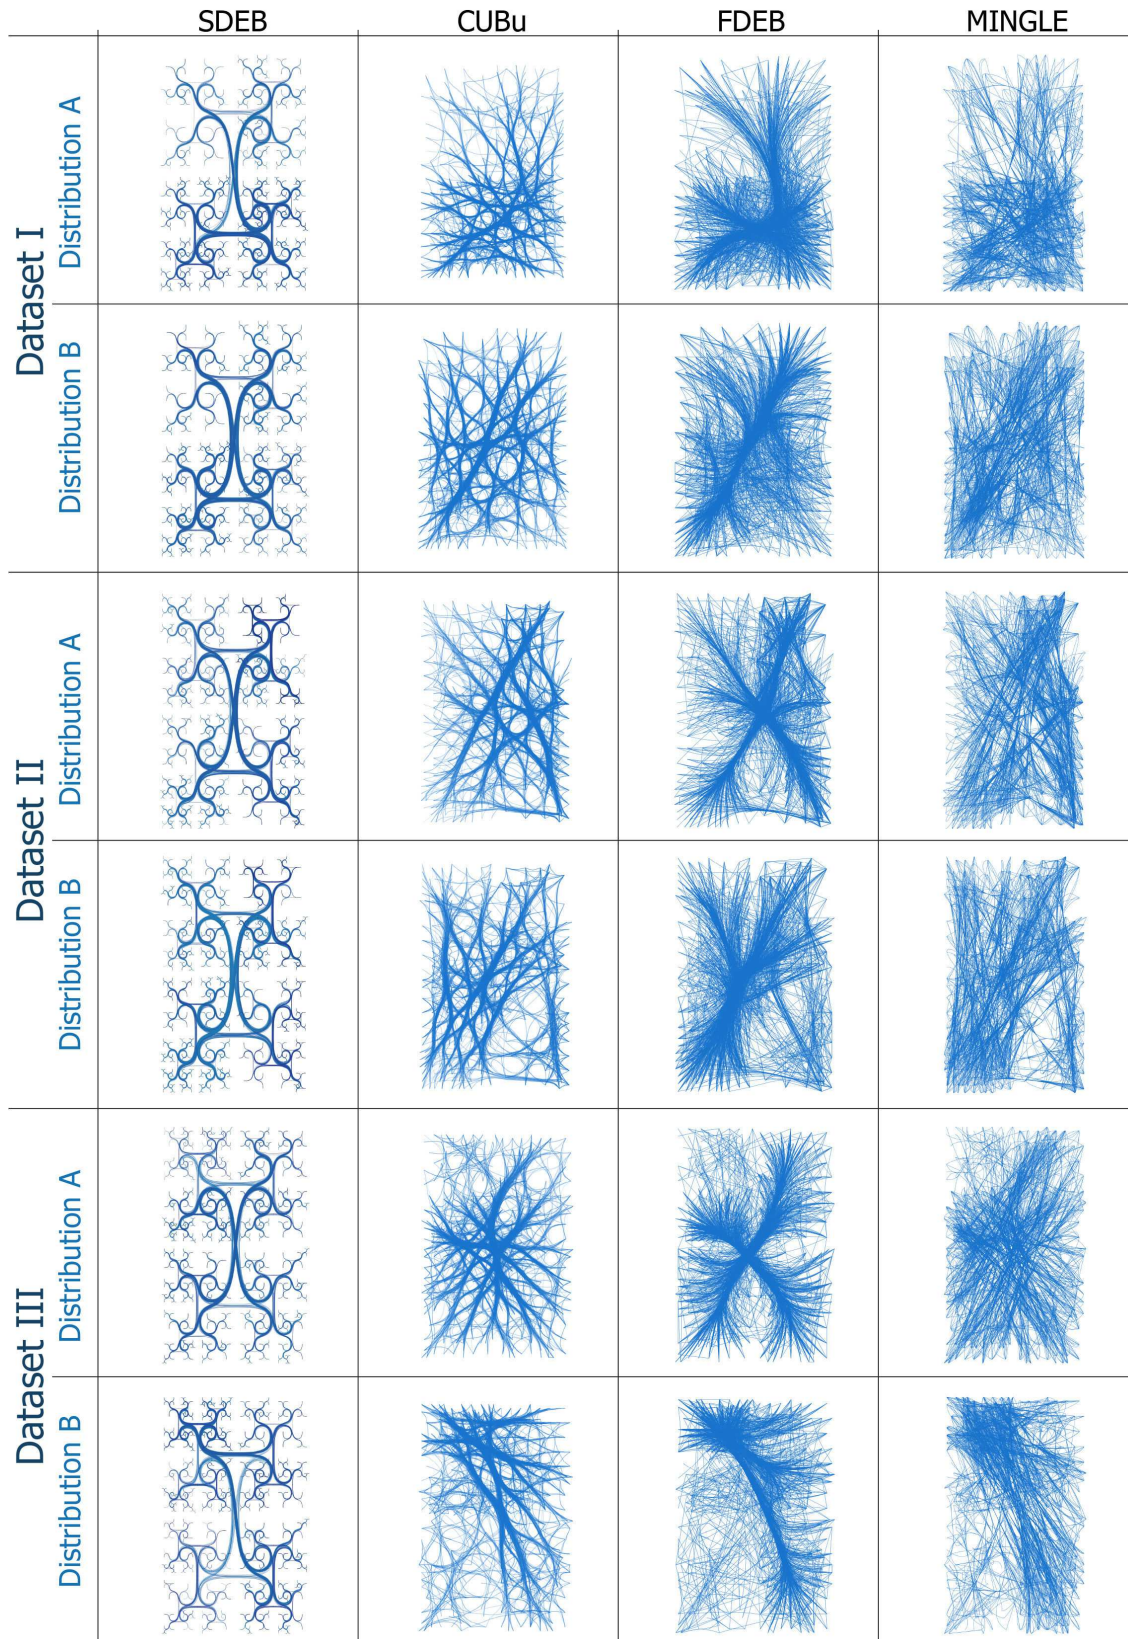 SDEB
CUBu
FDEB
MINGLE
Dataset I
Distribution A
Distribution B
Dataset II
Distribution A
Distribution B
Dataset III
Distribution A
Distribution B